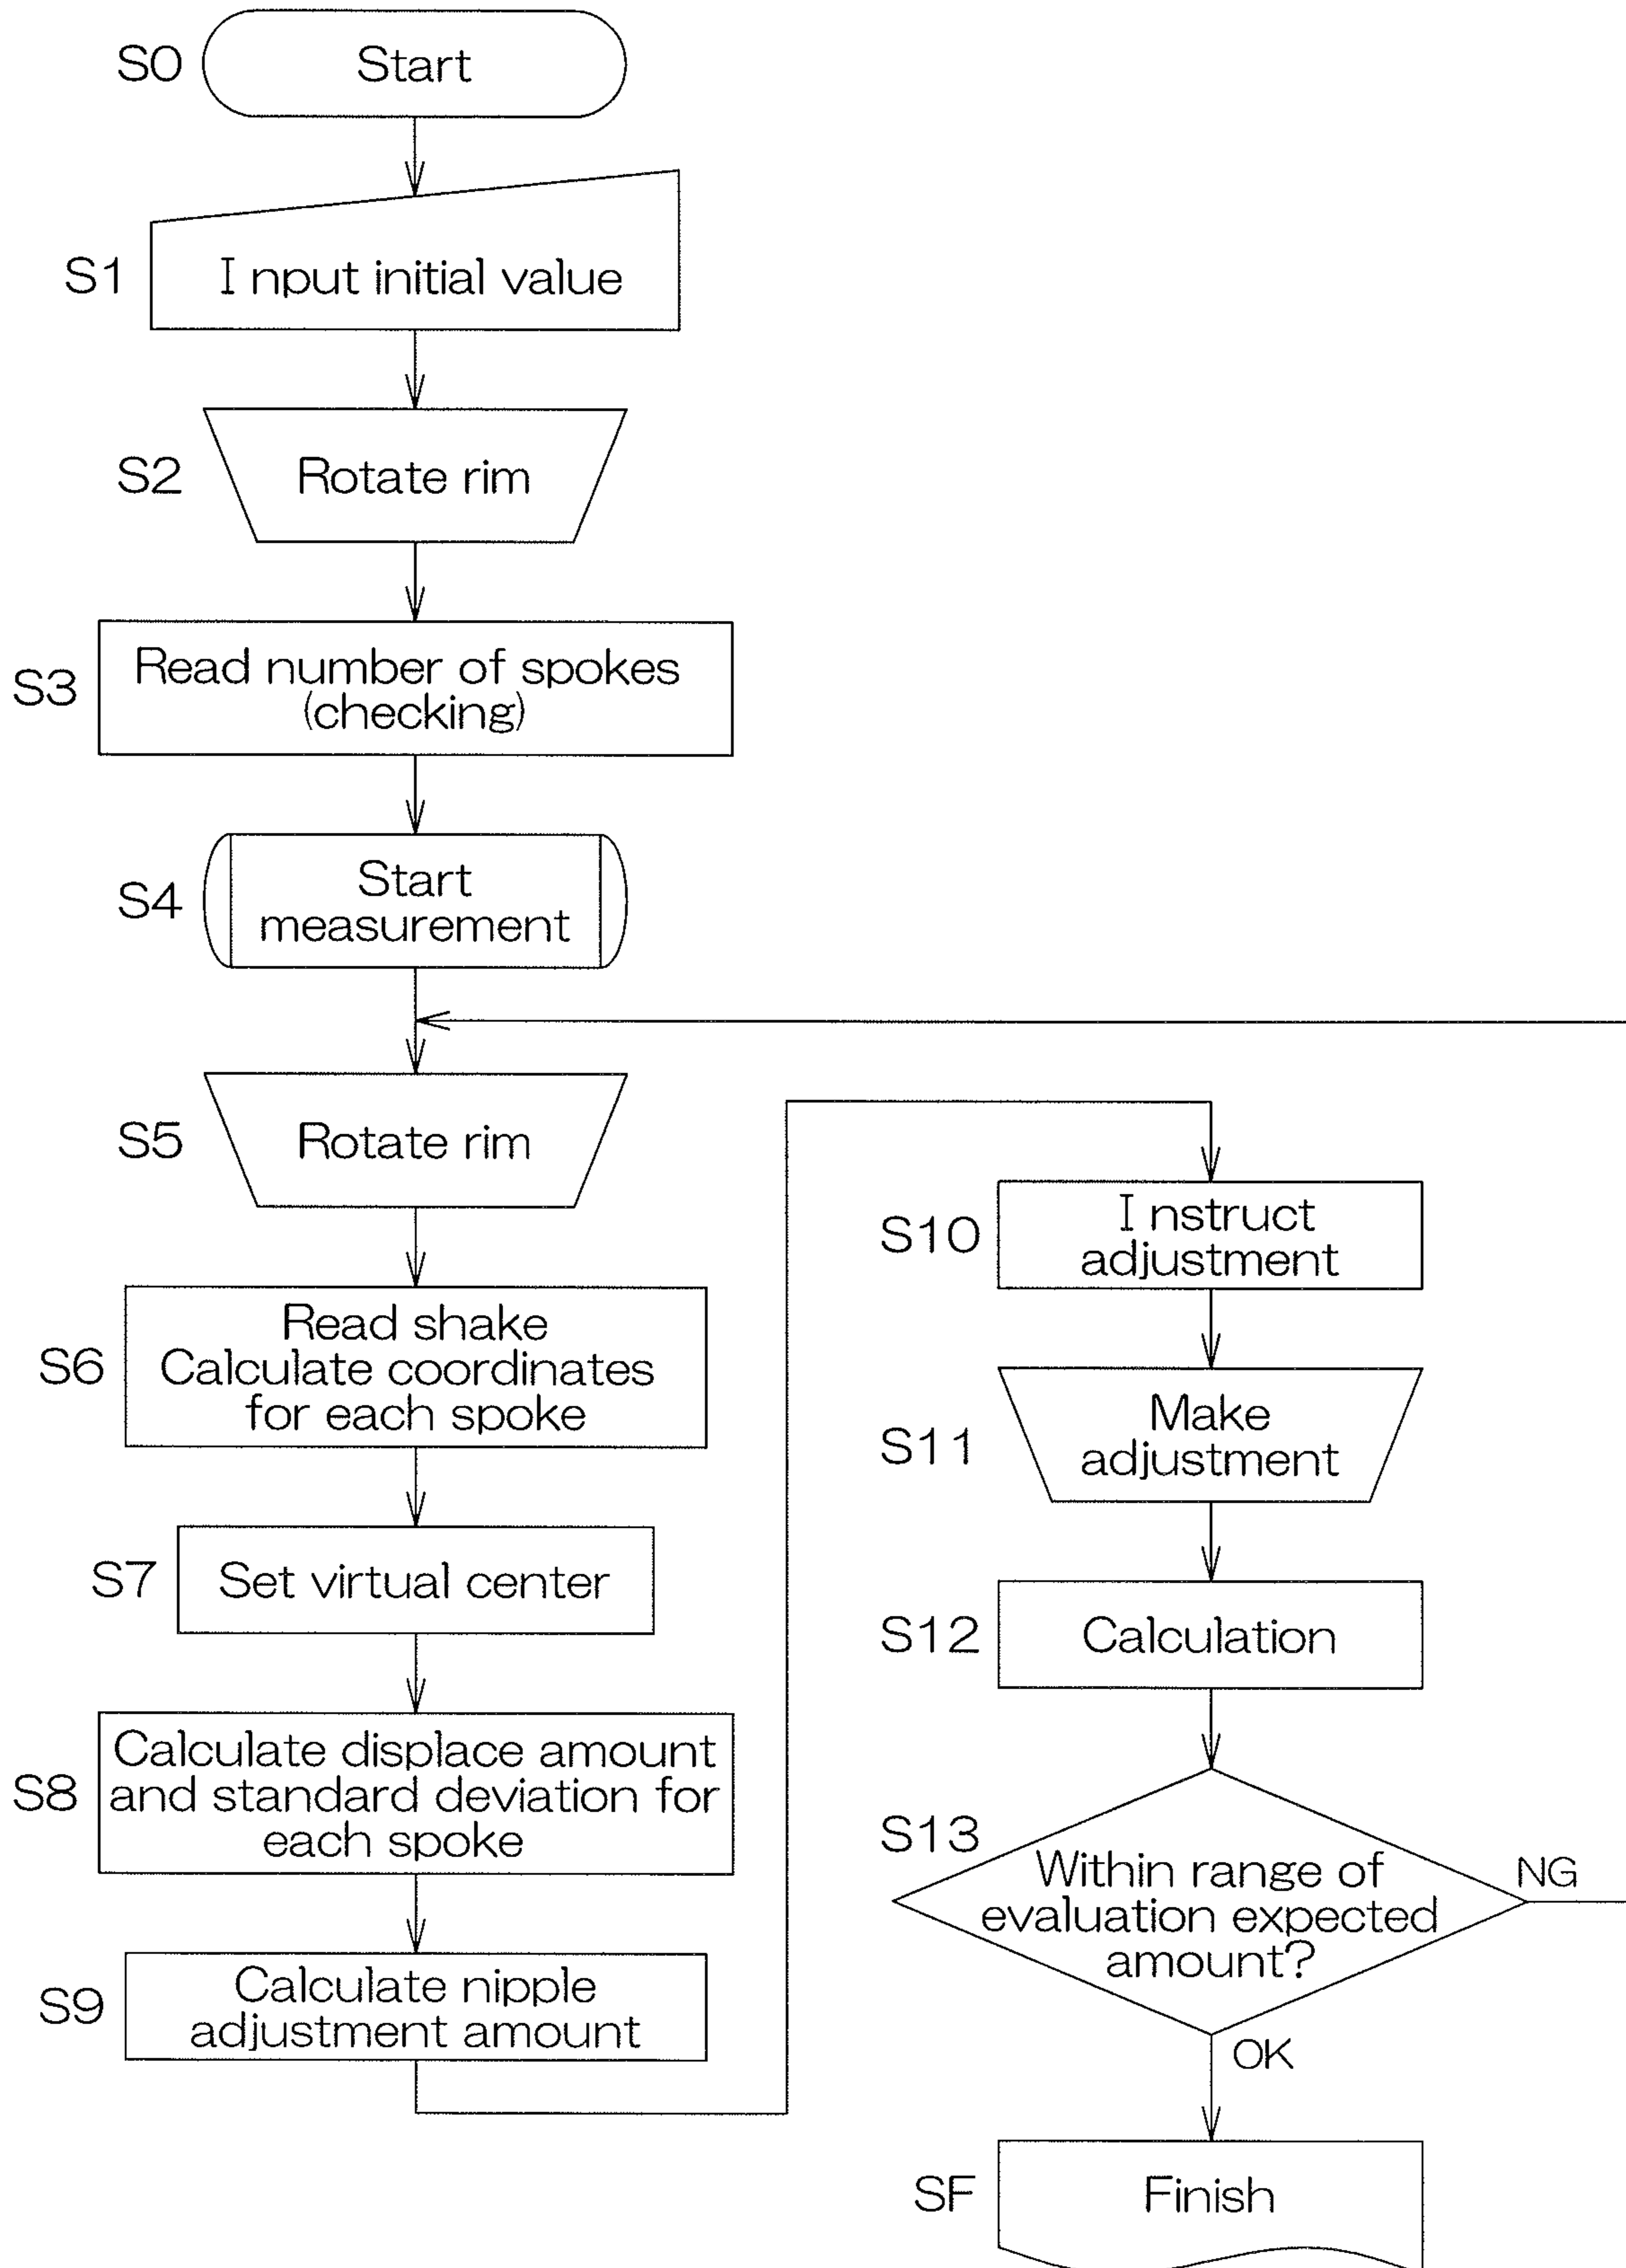 S0 Start
S1 I nput initial value
S2 Rotate rim
S3 Read number of spokes
(checking)
S4 Start
measurement
S5 Rotate rim
S6 Read shake
Calculate coordinates
for each spoke
S7 Set virtual center
S8 Calculate displace amount
and standard deviation for
each spoke
S9 Calculate nipple
adjustment amount
S10 I nstruct
adjustment
S11 Make
adjustment
S12 Calculation
S13 Within range of
evaluation expected
amount?
NG
OK
SF Finish